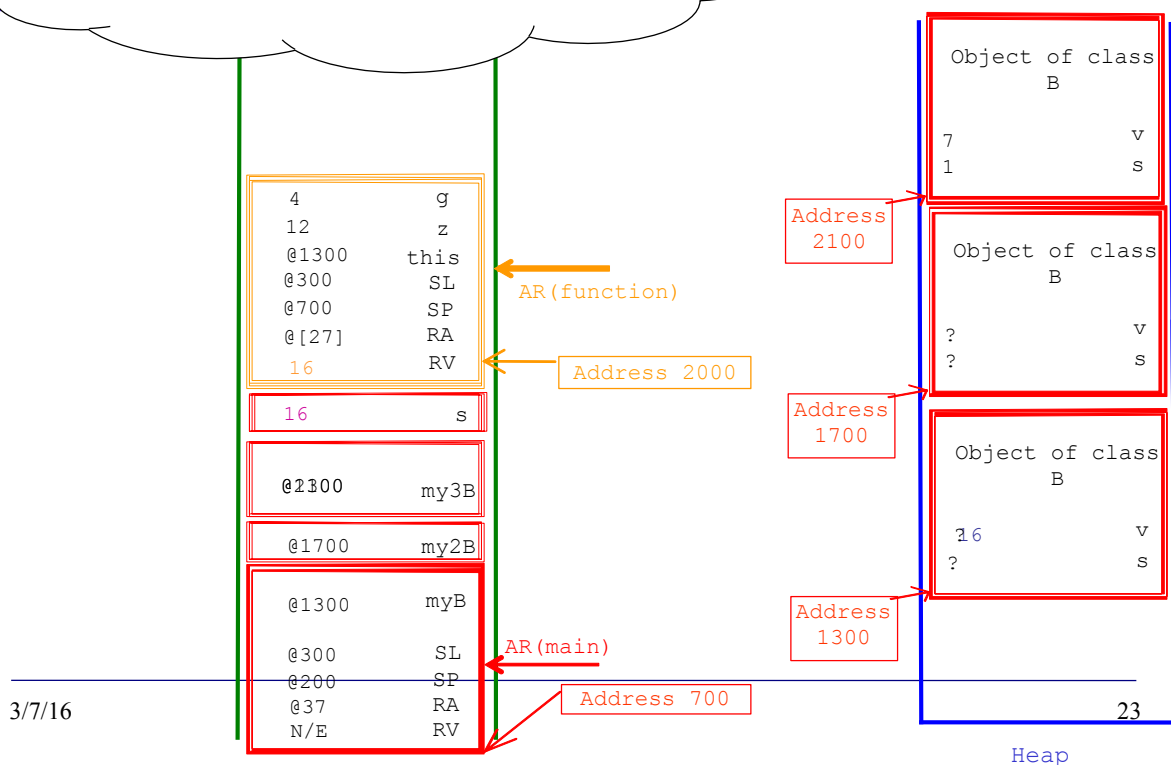 4 g
12 z
@1300 this
@300 SL
@700 SP
@[27] RA
16 RV
AR(function)
Address 2000
16 s
my3B
@1700 my2B
@1300 myB
@300 SL
@200 SP
@37 RA
N/E RV
AR(main)
Address 700
Object of class
B
7 v
1 s
Address
2100
Object of class
B
? v
? s
Address
1700
Object of class
B
16 v
? s
Address
1300
3/7/16
23
Heap